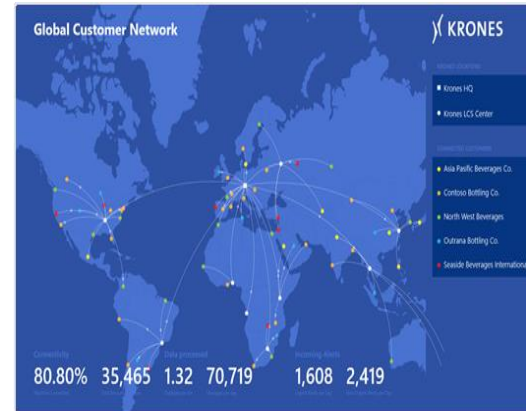 Global Customer Network
KRONES
Krones HQ
Krones LCS Center
Asia Pasific Beverages Co.
Contoso Bottling Co.
North West Beverages
Outrana Bottling Co.
Seaside Beverages International
Connectivity
Data processed
Incoming Alerts
80.80%
35,465
1.32
70,719
1,608
2,419